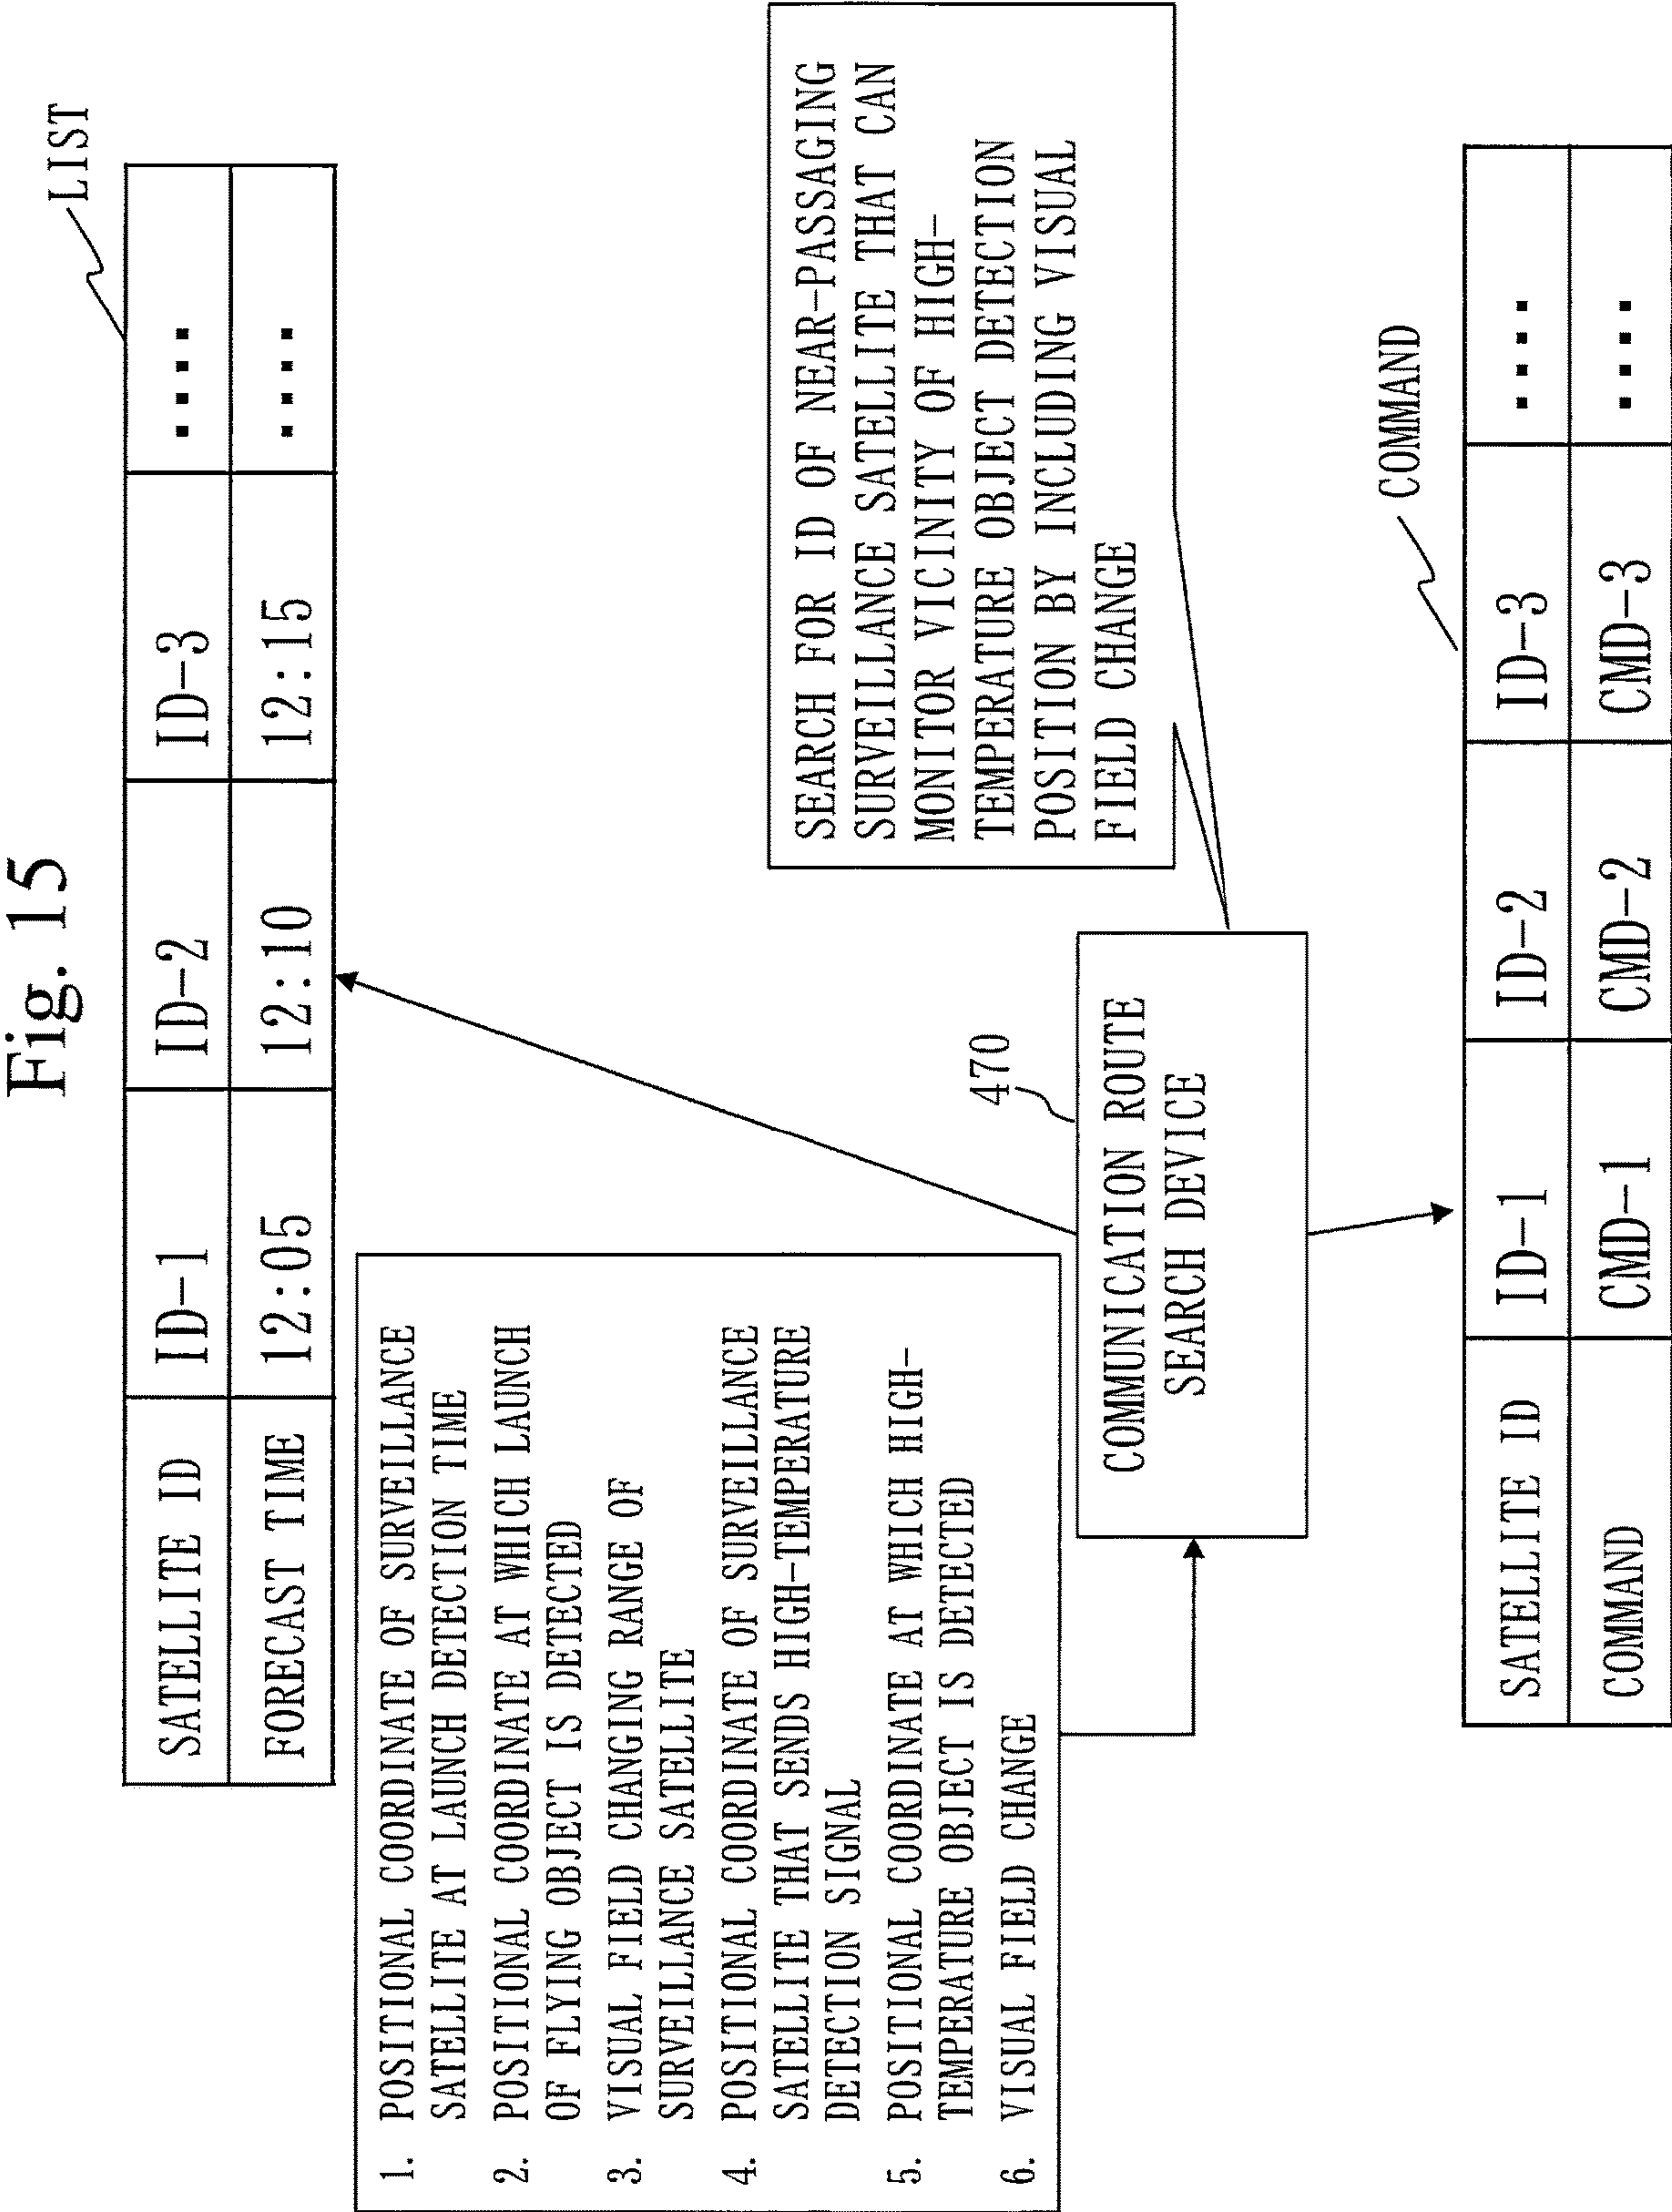 Fig. 15
LIST
SATELLITE ID ID-1 ID-2 ID-3 ....
FORECAST TIME 12:05 12:10 12:15 ....
1. POSITIONAL COORDINATE OF SURVEILLANCE
SATELLITE AT LAUNCH DETECTION TIME
2. POSITIONAL COORDINATE AT WHICH LAUNCH
OF FLYING OBJECT IS DETECTED
3. VISUAL FIELD CHANGING RANGE OF
SURVEILLANCE SATELLITE
4. POSITIONAL COORDINATE OF SURVEILLANCE
SATELLITE THAT SENDS HIGH-TEMPERATURE
DETECTION SIGNAL
5. POSITIONAL COORDINATE AT WHICH HIGH-
TEMPERATURE OBJECT IS DETECTED
6. VISUAL FIELD CHANGE
SEARCH FOR ID OF NEAR-PASSAGING
SURVEILLANCE SATELLITE THAT CAN
MONITOR VICINITY OF HIGH-
TEMPERATURE OBJECT DETECTION
POSITION BY INCLUDING VISUAL
FIELD CHANGE
470
COMMUNICATION ROUTE
SEARCH DEVICE
COMMAND
SATELLITE ID ID-1 ID-2 ID-3 ....
COMMAND CMD-1 CMD-2 CMD-3 ....